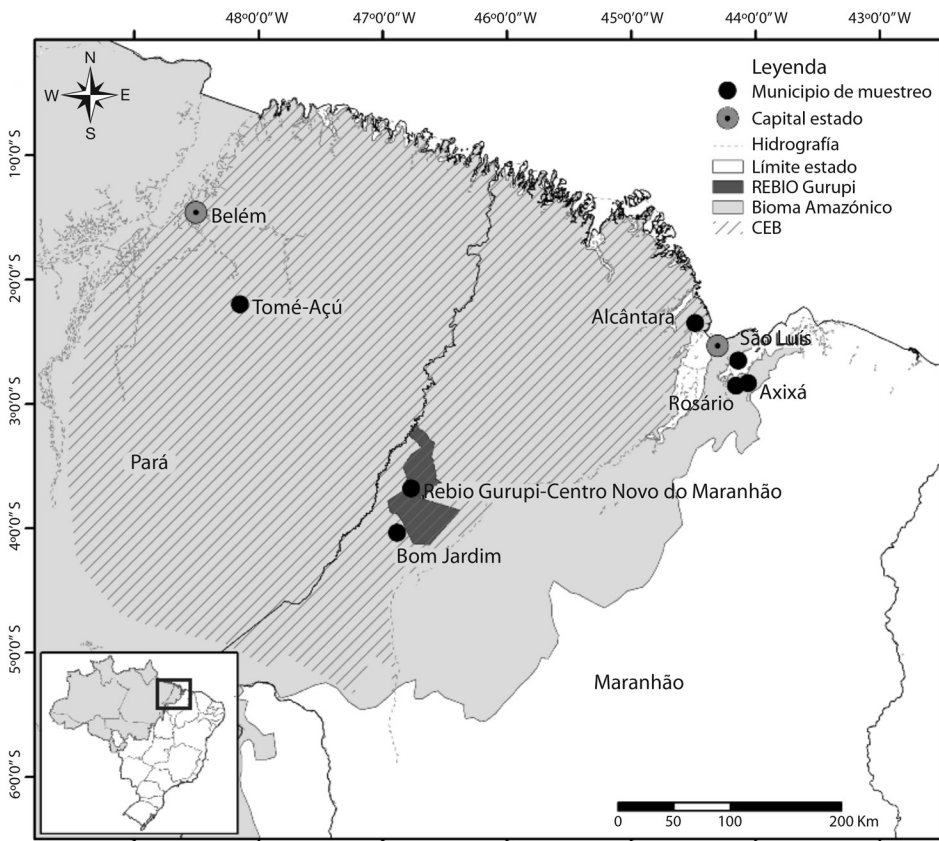 48º0'0"W 47º0'0"W 46º0'0"W 45º0'0"W 44º0'0"W 43º0'0"W
N
W E
S
Leyenda
Municipio de muestreo
Capital estado
Hidrografía
Límite estado
REBIO Gurupi
Bioma Amazónico
CEB
1º0'0"S
2º0'0"S
3º0'0"S
4º0'0"S
5º0'0"S
6º0'0"S
Belém
Tomé-Açú
Alcântara
São Luís
Axixá
Rosário
Pará
Rebio Gurupi-Centro Novo do Maranhão
Bom Jardim
Maranhão
0 50 100 200 Km